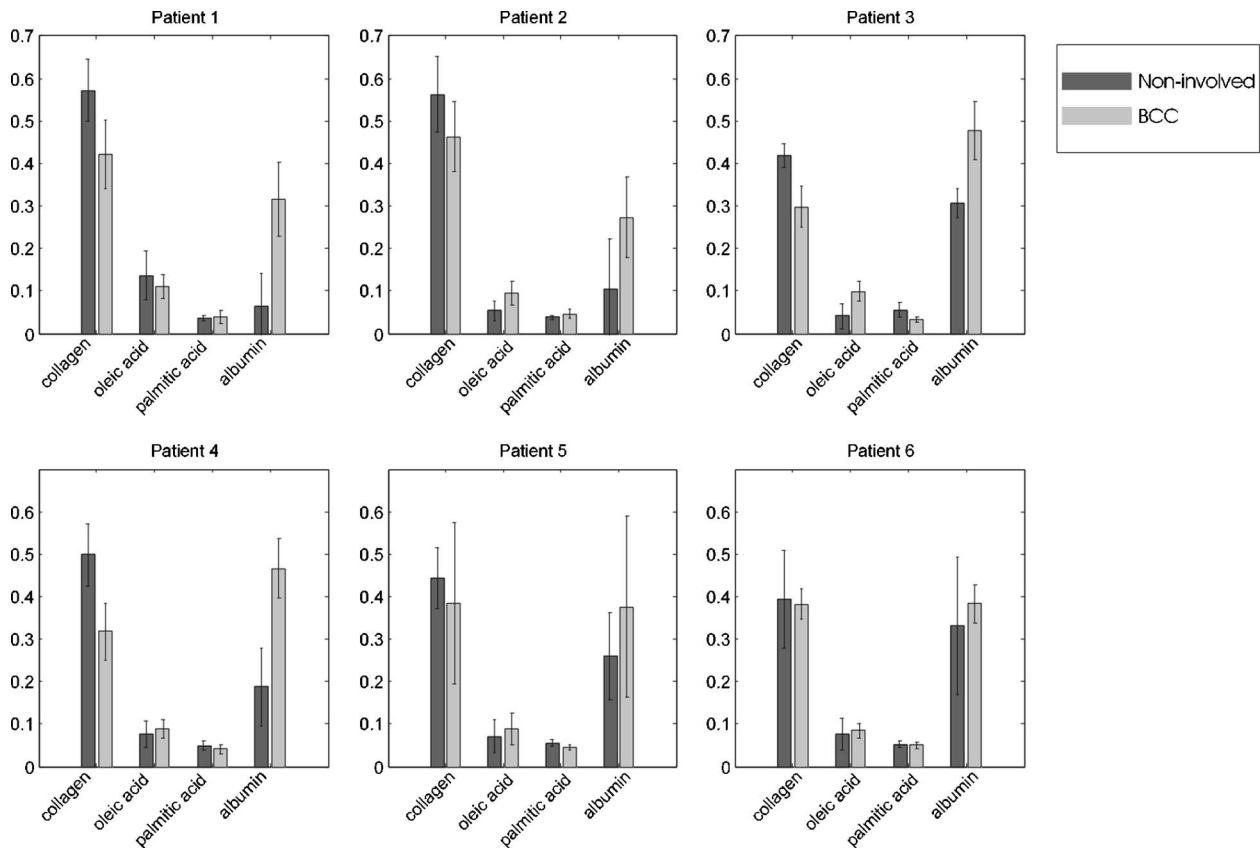 Patient 1
0.7
0.6
0.5
0.4
0.3
0.2
0.1
0
collagen
oleic acid
palmitic acid
albumin
Patient 2
0.7
0.6
0.5
0.4
0.3
0.2
0.1
0
collagen
oleic acid
palmitic acid
albumin
Patient 3
0.7
0.6
0.5
0.4
0.3
0.2
0.1
0
collagen
oleic acid
palmitic acid
albumin
Non-involved
BCC
Patient 4
0.6
0.5
0.4
0.3
0.2
0.1
0
collagen
oleic acid
palmitic acid
albumin
Patient 5
0.6
0.5
0.4
0.3
0.2
0.1
0
collagen
oleic acid
palmitic acid
albumin
Patient 6
0.6
0.5
0.4
0.3
0.2
0.1
0
collagen
oleic acid
palmitic acid
albumin